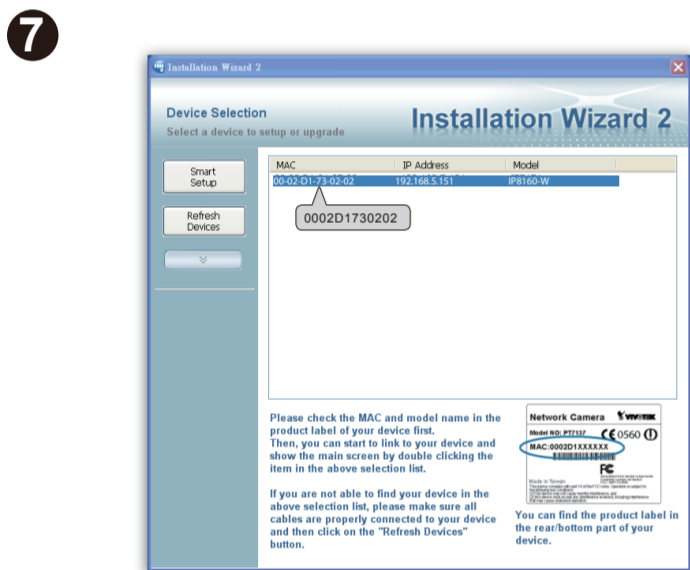 7
Installation Wizard 2
Device Selection
Select a device to setup or upgrade
Installation Wizard 2
Smart
Setup
Refresh
Devices
MAC IP Address Model
00-02-D1-73-02-02 192.168.5.151 IP8160-W
0002D1730202
Please check the MAC and model name in the
product label of your device first.
Then, you can start to link to your device and
show the main screen by double clicking the
item in the above selection list.
If you are not able to find your device in the
above selection list, please make sure all
cables are properly connected to your device
and then click on the "Refresh Devices"
button.
Network Camera VIVOTEK
Model NO: PT7137 CE 0560
MAC:0002D1XXXXXX
FC
Made in Taiwan
You can find the product label in
the rear/bottom part of your
device.